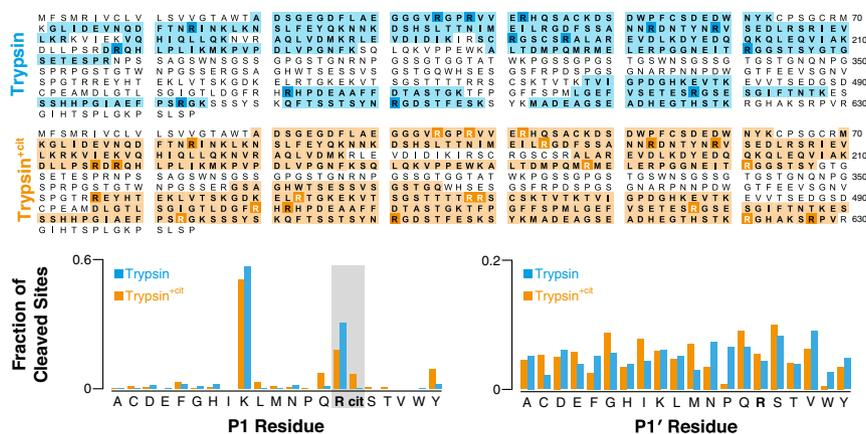 Trypsin
MFSMRIVCLV LSVVGTAWTA DSGEGDFLAE GGGVRGPRVV ERHQSACKDS DWPFCSDEDW NYKCPSGCRM 70
KGLIDEVNQD FTNRINKLKN SLFEYQKNNK DSHSLTTNIM EILRGDFSSA NNRDNTYNRV SEDLRSRIEV
LKRKVIEKVQ HIQLLQKNVR AQLVDMKRLE VDIDIKIRSC RGSCSRALAR EVDLKDYEDQ QKQLEQVIAK 210
DLLPSRDRQH LPLIKMKPVP DLVPGNFKSQ LQKVPPEWKA LTDMPQMRME LERPGGNEIT RGGSTSYGTG
SETESPRNPS SAGSWNSGSS GPGSTGNRNP GSSGTGGTAT WKPGSSGPGS TGSWNSGSSG TGSTGNQNPG 350
SPRPGSTGTW NPGSSERGSA GHWTSESSVS GSTGQWHSES GSFRPDSPGS GNARPNNPDW GTFEEVSGNV
SPGTRREYHT EKLVTSKGDK ELRTGKEKVT SGSTTTTRRS CSKTVTKTVI GPDGHKEVTK EVVTSEDGSD 490
CPEAMDLGTL SGIGTLDGFR HRHPDEAAFF DTASTGKTFP GFFSPMLGEF VSETESRGSE SGIFTNTKES
SSHHPGIAEF PSRGKSSSYS KQFTSSTSYN RGDSTFESKS YKMADEAGSE ADHEGTHSTK RGHAKSRPVR 630
GIHTSPLGKP SLSP
Trypsin+cit
MFSMRIVCLV LSVVGTAWTA DSGEGDFLAE GGGVRGPRVV ERHQSACKDS DWPFCSDEDW NYKCPSGCRM 70
KGLIDEVNQD FTNRINKLKN SLFEYQKNNK DSHSLTTNIM EILRGDFSSA NNRDNTYNRV SEDLRSRIEV
LKRKVIEKVQ HIQLLQKNVR AQLVDMKRLE VDIDIKIRSC RGSCSRALAR EVDLKDYEDQ QKQLEQVIAK 210
DLLPSRDRQH LPLIKMKPVP DLVPGNFKSQ LQKVPPEWKA LTDMPQMRME LERPGGNEIT RGGSTSYGTG
SETESPRNPS SAGSWNSGSS GPGSTGNRNP GSSGTGGTAT WKPGSSGPGS TGSWNSGSSG TGSTGNQNPG 350
SPRPGSTGTW NPGSSERGSA GHWTSESSVS GSTGQWHSES GSFRPDSPGS GNARPNNPDW GTFEEVSGNV
SPGTRREYHT EKLVTSKGDK ELRTGKEKVT SGSTTTTRRS CSKTVTKTVI GPDGHKEVTK EVVTSEDGSD 490
CPEAMDLGTL SGIGTLDGFR HRHPDEAAFF DTASTGKTFP GFFSPMLGEF VSETESRGSE SGIFTNTKES
SSHHPGIAEF PSRGKSSSYS KQFTSSTSYN RGDSTFESKS YKMADEAGSE ADHEGTHSTK RGHAKSRPVR 630
GIHTSPLGKP SLSP
Fraction of
Cleaved Sites
0.6
Trypsin
Trypsin+cit
0
A C D E F G H I K L M N P Q R cit S T V W Y
P1 Residue
0.2
Trypsin
Trypsin+cit
0
A C D E F G H I K L M N P Q R S T V W Y
P1′ Residue